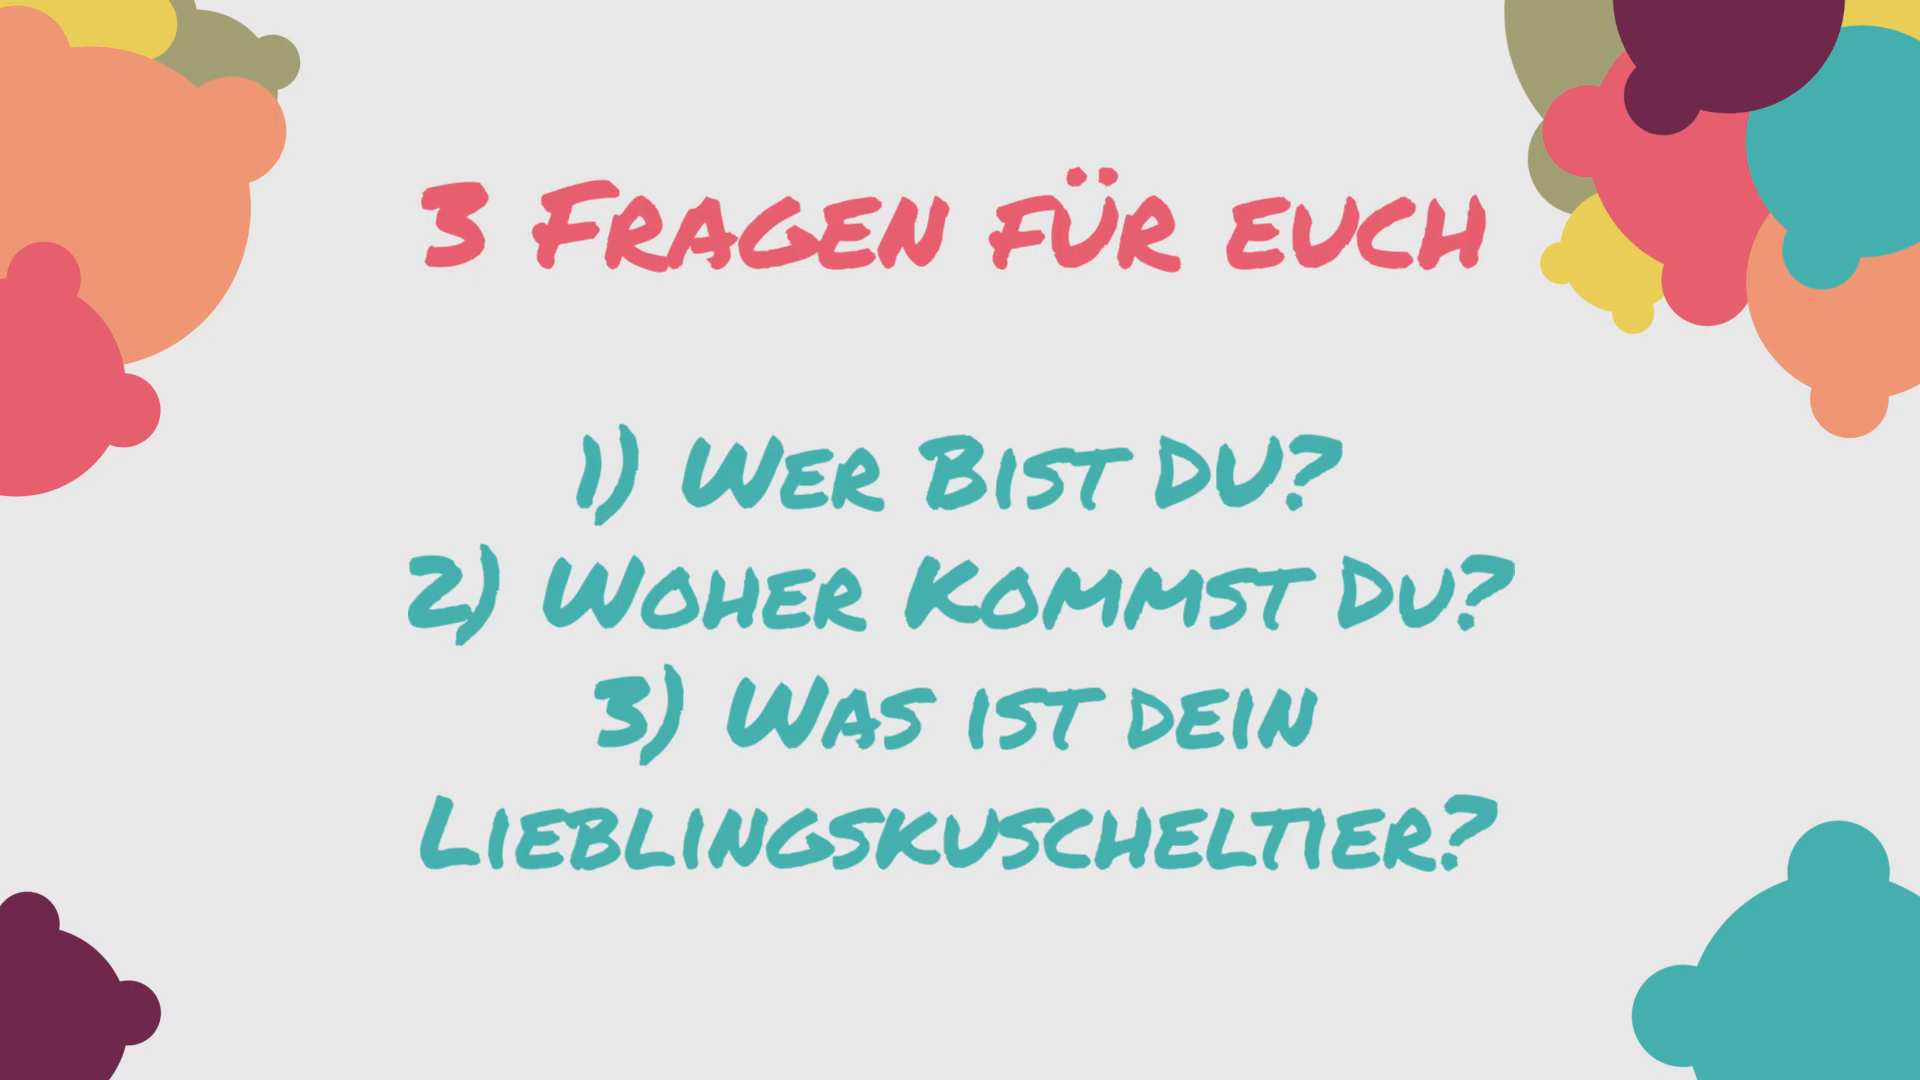 3 Fragen für euch
1) Wer Bist du?
2) Woher Kommst Du?
3) Was ist dein
Lieblingskuscheltier?